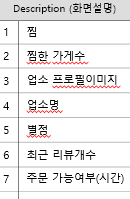 Description (화면설명)
1 찜
2 찜한 가게수
3 업소 프로필이미지
4 업소명
5 별점
6 최근 리뷰개수
7 주문 가능여부(시간)